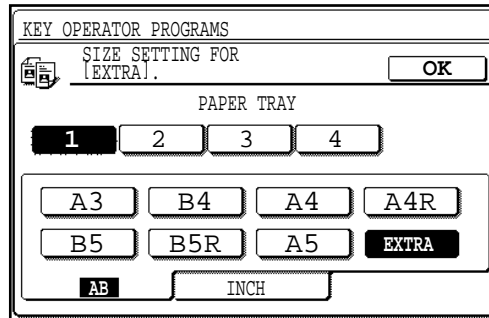 KEY OPERATOR PROGRAMS
SIZE SETTING FOR
[EXTRA].
OK
PAPER TRAY
1 2 3 4
A3 B4 A4 A4R
B5 B5R A5 EXTRA
AB INCH